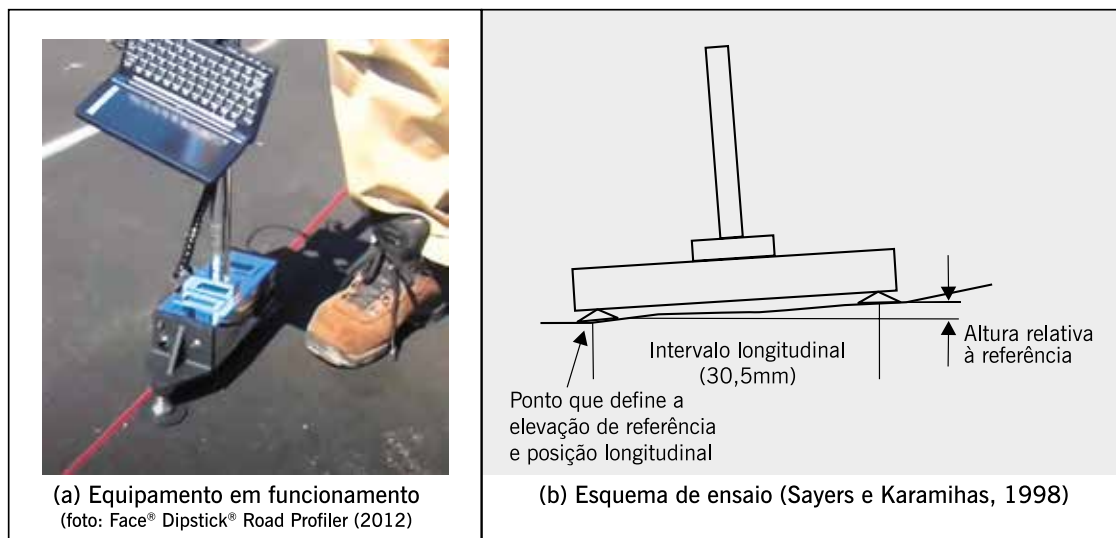 (a) Equipamento em funcionamento
(foto: Face® Dipstick® Road Profiler (2012)
Intervalo longitudinal
(30,5mm)
Altura relativa
à referência
Ponto que define a
elevação de referência
e posição longitudinal
(b) Esquema de ensaio (Sayers e Karamihas, 1998)